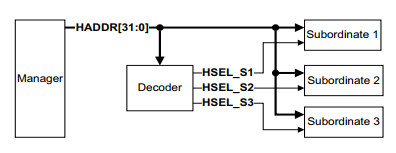 HADDR[31:0]
Subordinate 1
Manager
Decoder
HSEL_S1
HSEL_S2
HSEL_S3
Subordinate 2
Subordinate 3